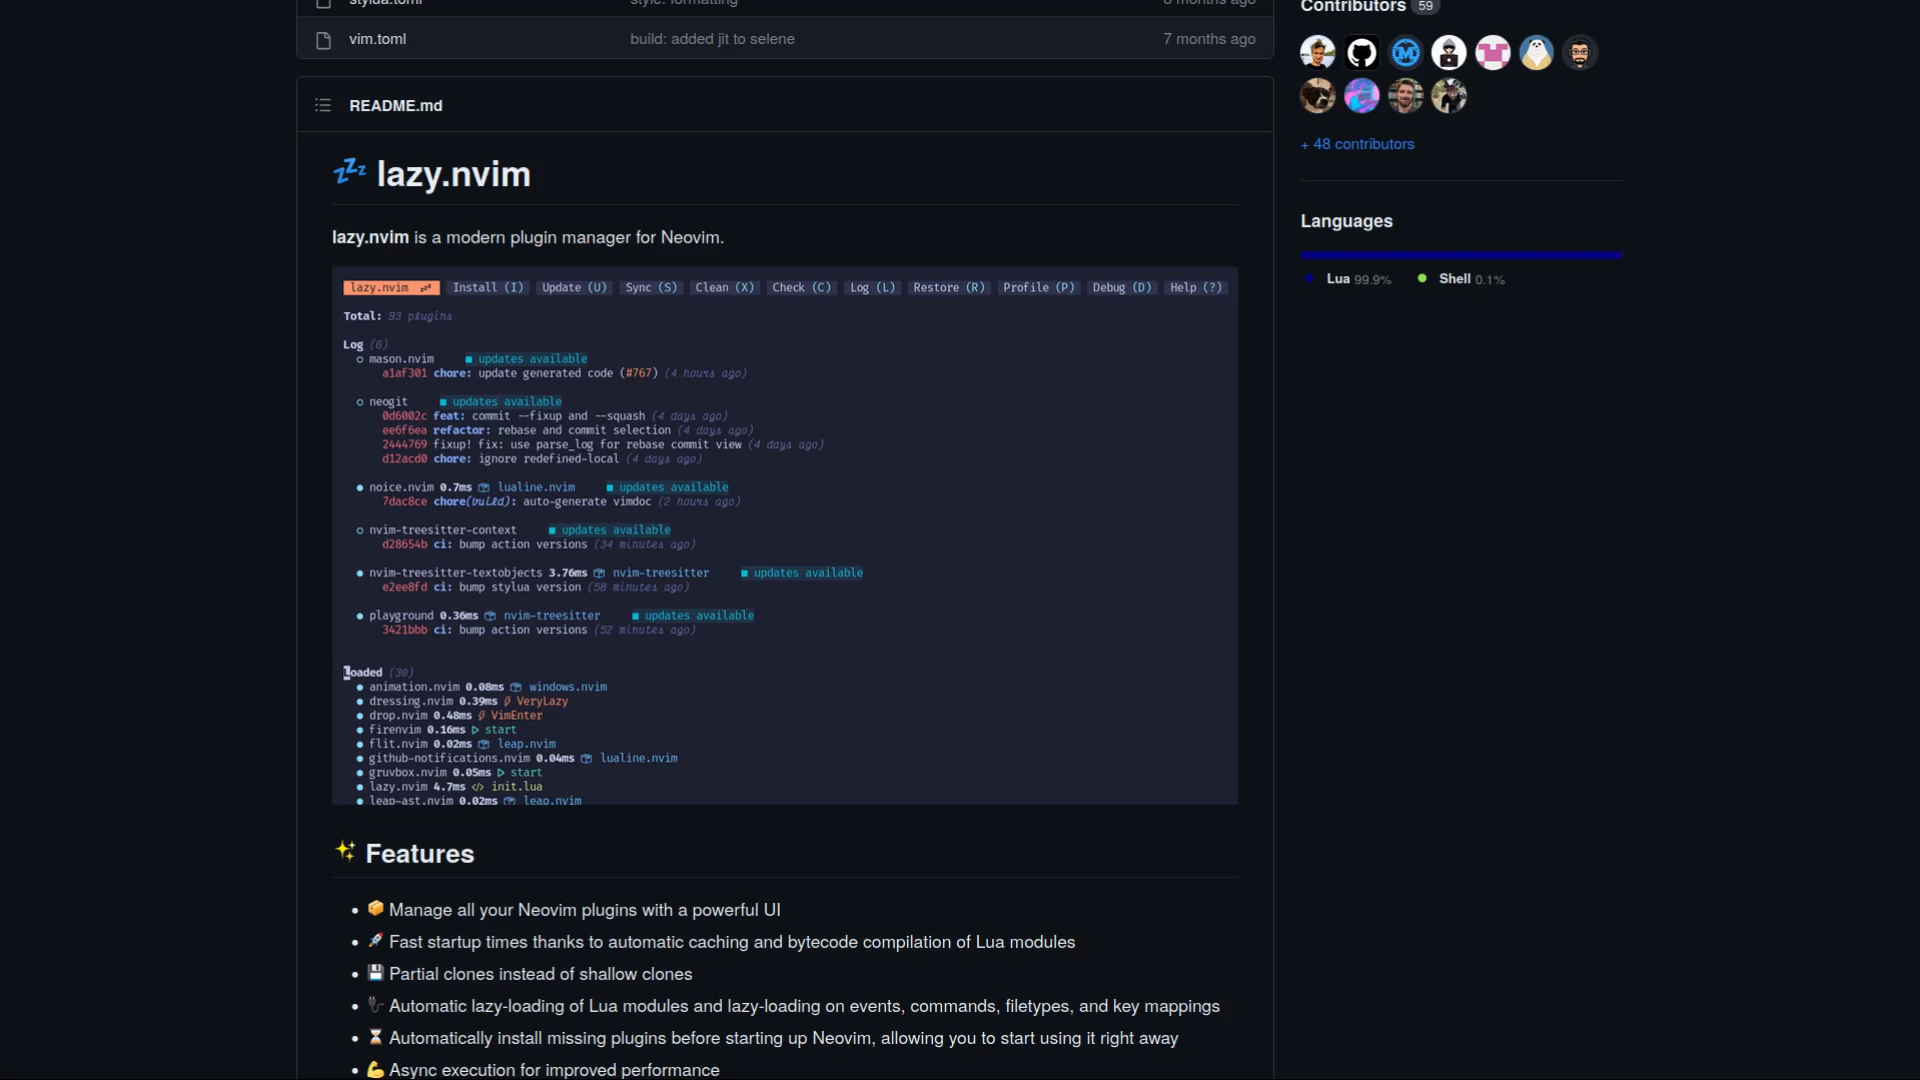 stylua.toml style: formatting 8 months ago
vim.toml build: added jit to selene 7 months ago
README.md
lazy.nvim
lazy.nvim is a modern plugin manager for Neovim.
lazy.nvim Install (I) Update (U) Sync (S) Clean (X) Check (C) Log (L) Restore (R) Profile (P) Debug (D) Help (?)
Total: 93 plugins
Log (6)
mason.nvim updates available
a1af301 chore: update generated code (#767) (4 hours ago)
neogit updates available
0d6002c feat: commit --fixup and --squash (4 days ago)
ee6f6ea refactor: rebase and commit selection (4 days ago)
2444769 fixup! fix: use parse_log for rebase commit view (4 days ago)
d12acd0 chore: ignore redefined-local (4 days ago)
noice.nvim 0.7ms lualine.nvim updates available
7dac8ce chore(build): auto-generate vimdoc (2 hours ago)
nvim-treesitter-context updates available
d28654b ci: bump action versions (34 minutes ago)
nvim-treesitter-textobjects 3.76ms nvim-treesitter updates available
e2ee8fd ci: bump stylua version (58 minutes ago)
playground 0.36ms nvim-treesitter updates available
3421bbb ci: bump action versions (52 minutes ago)
Loaded (30)
animation.nvim 0.08ms windows.nvim
dressing.nvim 0.39ms VeryLazy
drop.nvim 0.48ms VimEnter
firenvim 0.16ms start
flit.nvim 0.02ms leap.nvim
github-notifications.nvim 0.04ms lualine.nvim
gruvbox.nvim 0.05ms start
lazy.nvim 4.7ms </> init.lua
leap-ast.nvim 0.02ms leap.nvim
Features
Manage all your Neovim plugins with a powerful UI
Fast startup times thanks to automatic caching and bytecode compilation of Lua modules
Partial clones instead of shallow clones
Automatic lazy-loading of Lua modules and lazy-loading on events, commands, filetypes, and key mappings
Automatically install missing plugins before starting up Neovim, allowing you to start using it right away
Async execution for improved performance
Contributors 59
+ 48 contributors
Languages
Lua 99.9% Shell 0.1%